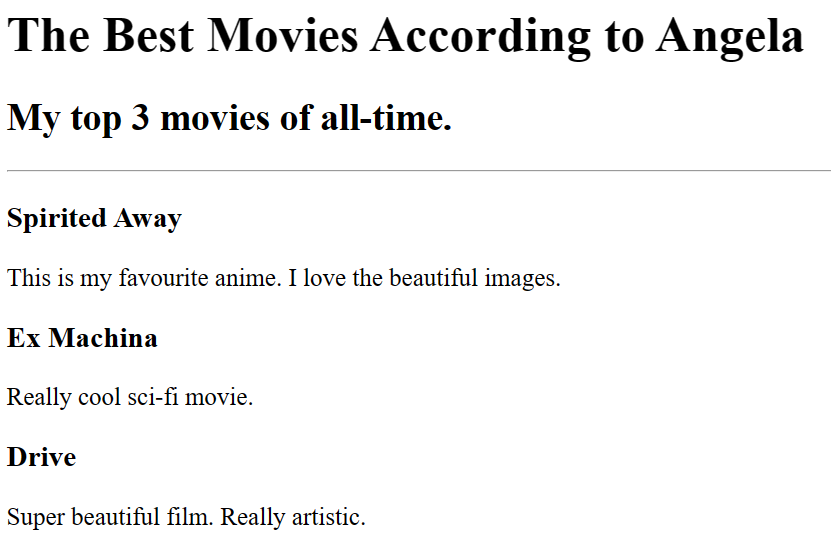 The Best Movies According to Angela
My top 3 movies of all-time.
Spirited Away
This is my favourite anime. I love the beautiful images.
Ex Machina
Really cool sci-fi movie.
Drive
Super beautiful film. Really artistic.